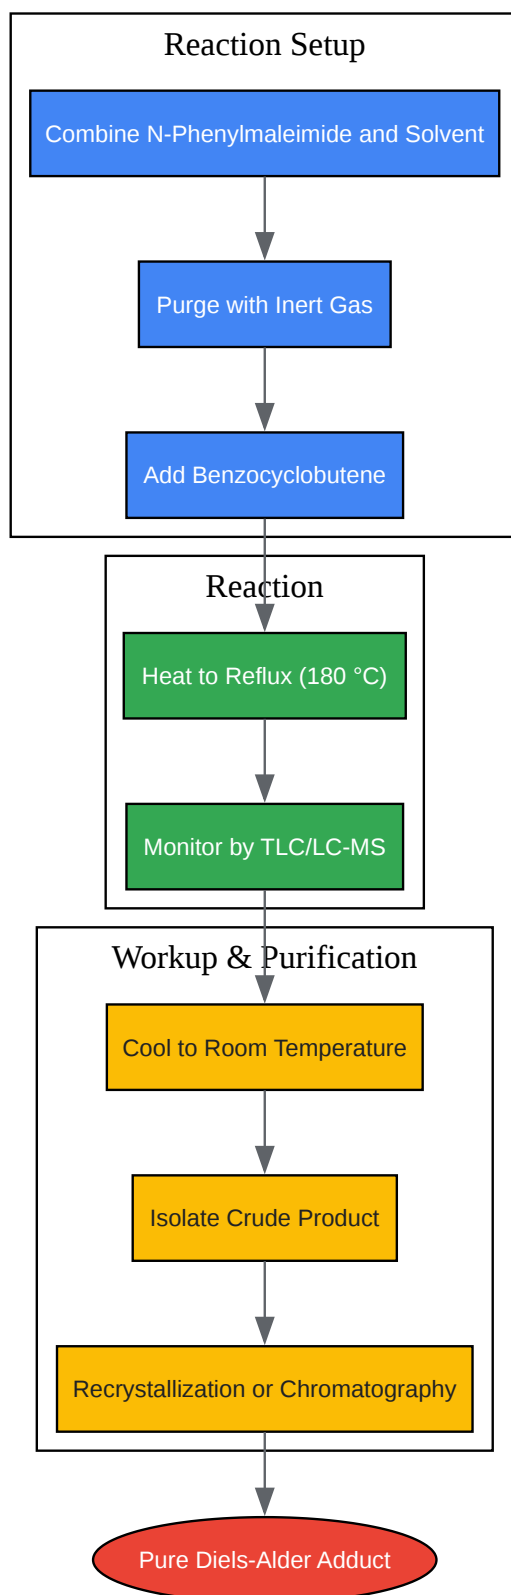 Reaction Setup
Combine N-Phenylmaleimide and Solvent
Purge with Inert Gas
Add Benzocyclobutene
Reaction
Heat to Reflux (180 °C)
Monitor by TLC/LC-MS
Workup & Purification
Cool to Room Temperature
Isolate Crude Product
Recrystallization or Chromatography
Pure Diels-Alder Adduct